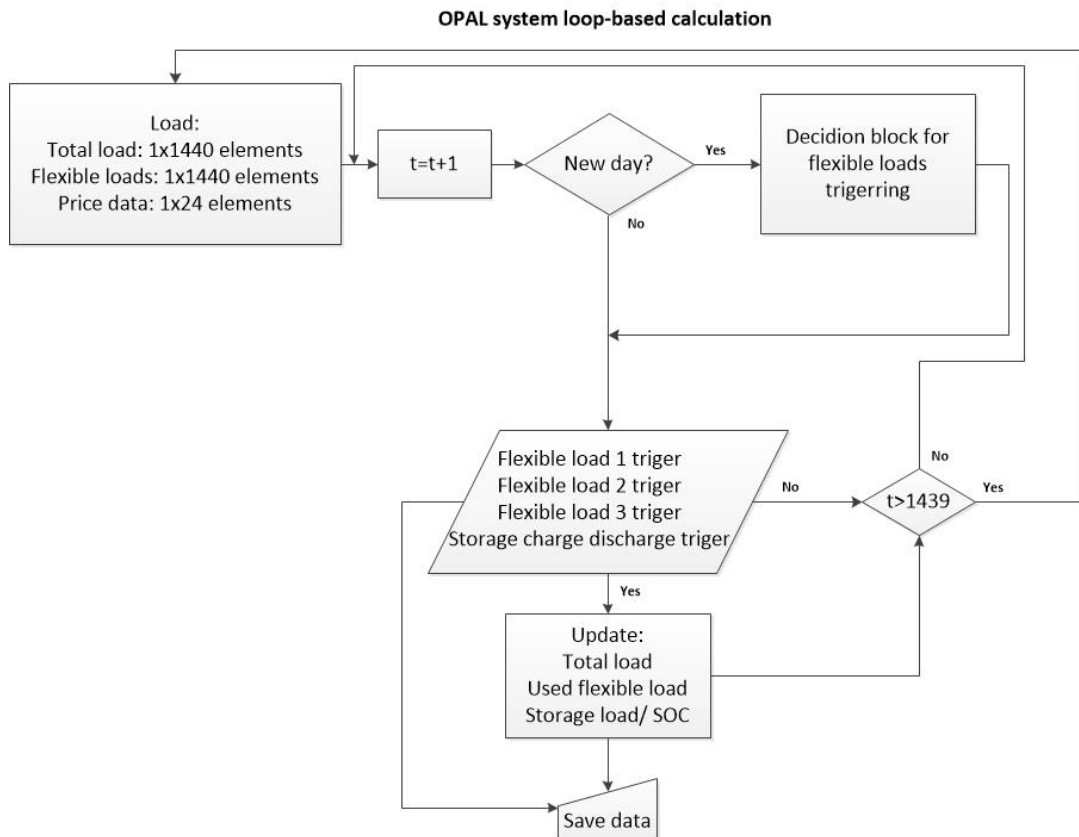 OPAL system loop-based calculation
Load:
Total load: 1x1440 elements
Flexible loads: 1x1440 elements
Price data: 1x24 elements
t=t+1
New day?
Yes
Decidion block for
flexible loads
trigerring
No
Flexible load 1 triger
Flexible load 2 triger
Flexible load 3 triger
Storage charge discharge triger
No
t>1439
No
Yes
Yes
Update:
Total load
Used flexible load
Storage load/ SOC
Save data